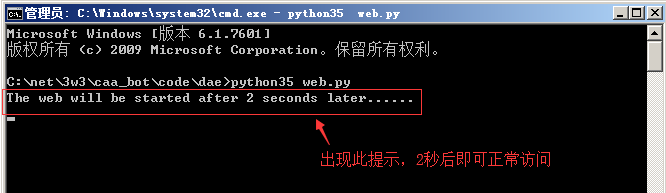 管理员: C:\Windows\system32\cmd.exe - python35  web.py
Microsoft Windows [版本 6.1.7601]
版权所有 (c) 2009 Microsoft Corporation。保留所有权利。
C:\net\3w3\caa_bot\code\dae>python35 web.py
The web will be started after 2 seconds later......
出现此提示，2秒后即可正常访问